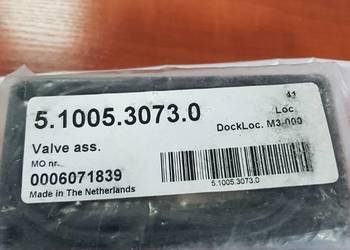 41
5.1005.3073.0
Loc
DockLoc. M3-000
Valve ass.
MO nr.
0006071839
Made in The Netherlands
5.1005.3073.0